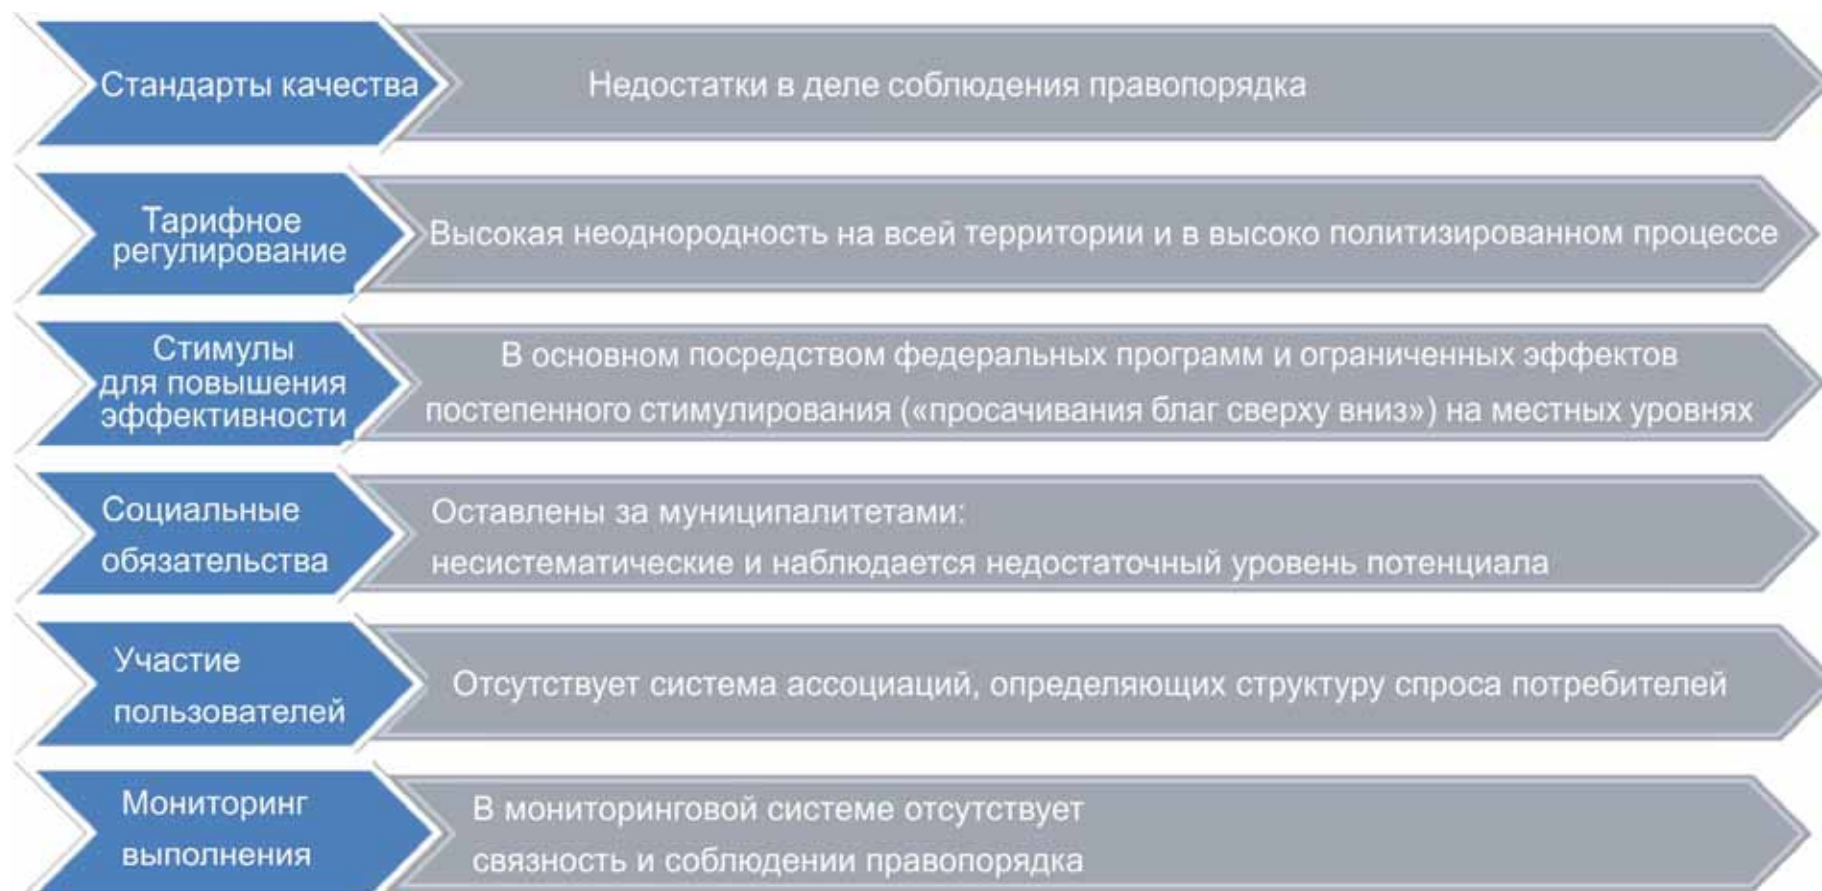 Стандарты качества
Недостатки в деле соблюдения правопорядка
Тарифное
регулирование
Высокая неоднородность на всей территории и в высоко политизированном процессе
Стимулы
для повышения
эффективности
В основном посредством федеральных программ и ограниченных эффектов
постепенного стимулирования («просачивания благ сверху вниз») на местных уровнях
Социальные
обязательства
Оставлены за муниципалитетами:
несистематические и наблюдается недостаточный уровень потенциала
Участие
пользователей
Отсутствует система ассоциаций, определяющих структуру спроса потребителей
Мониторинг
выполнения
В мониторинговой системе отсутствует
связность и соблюдении правопорядка